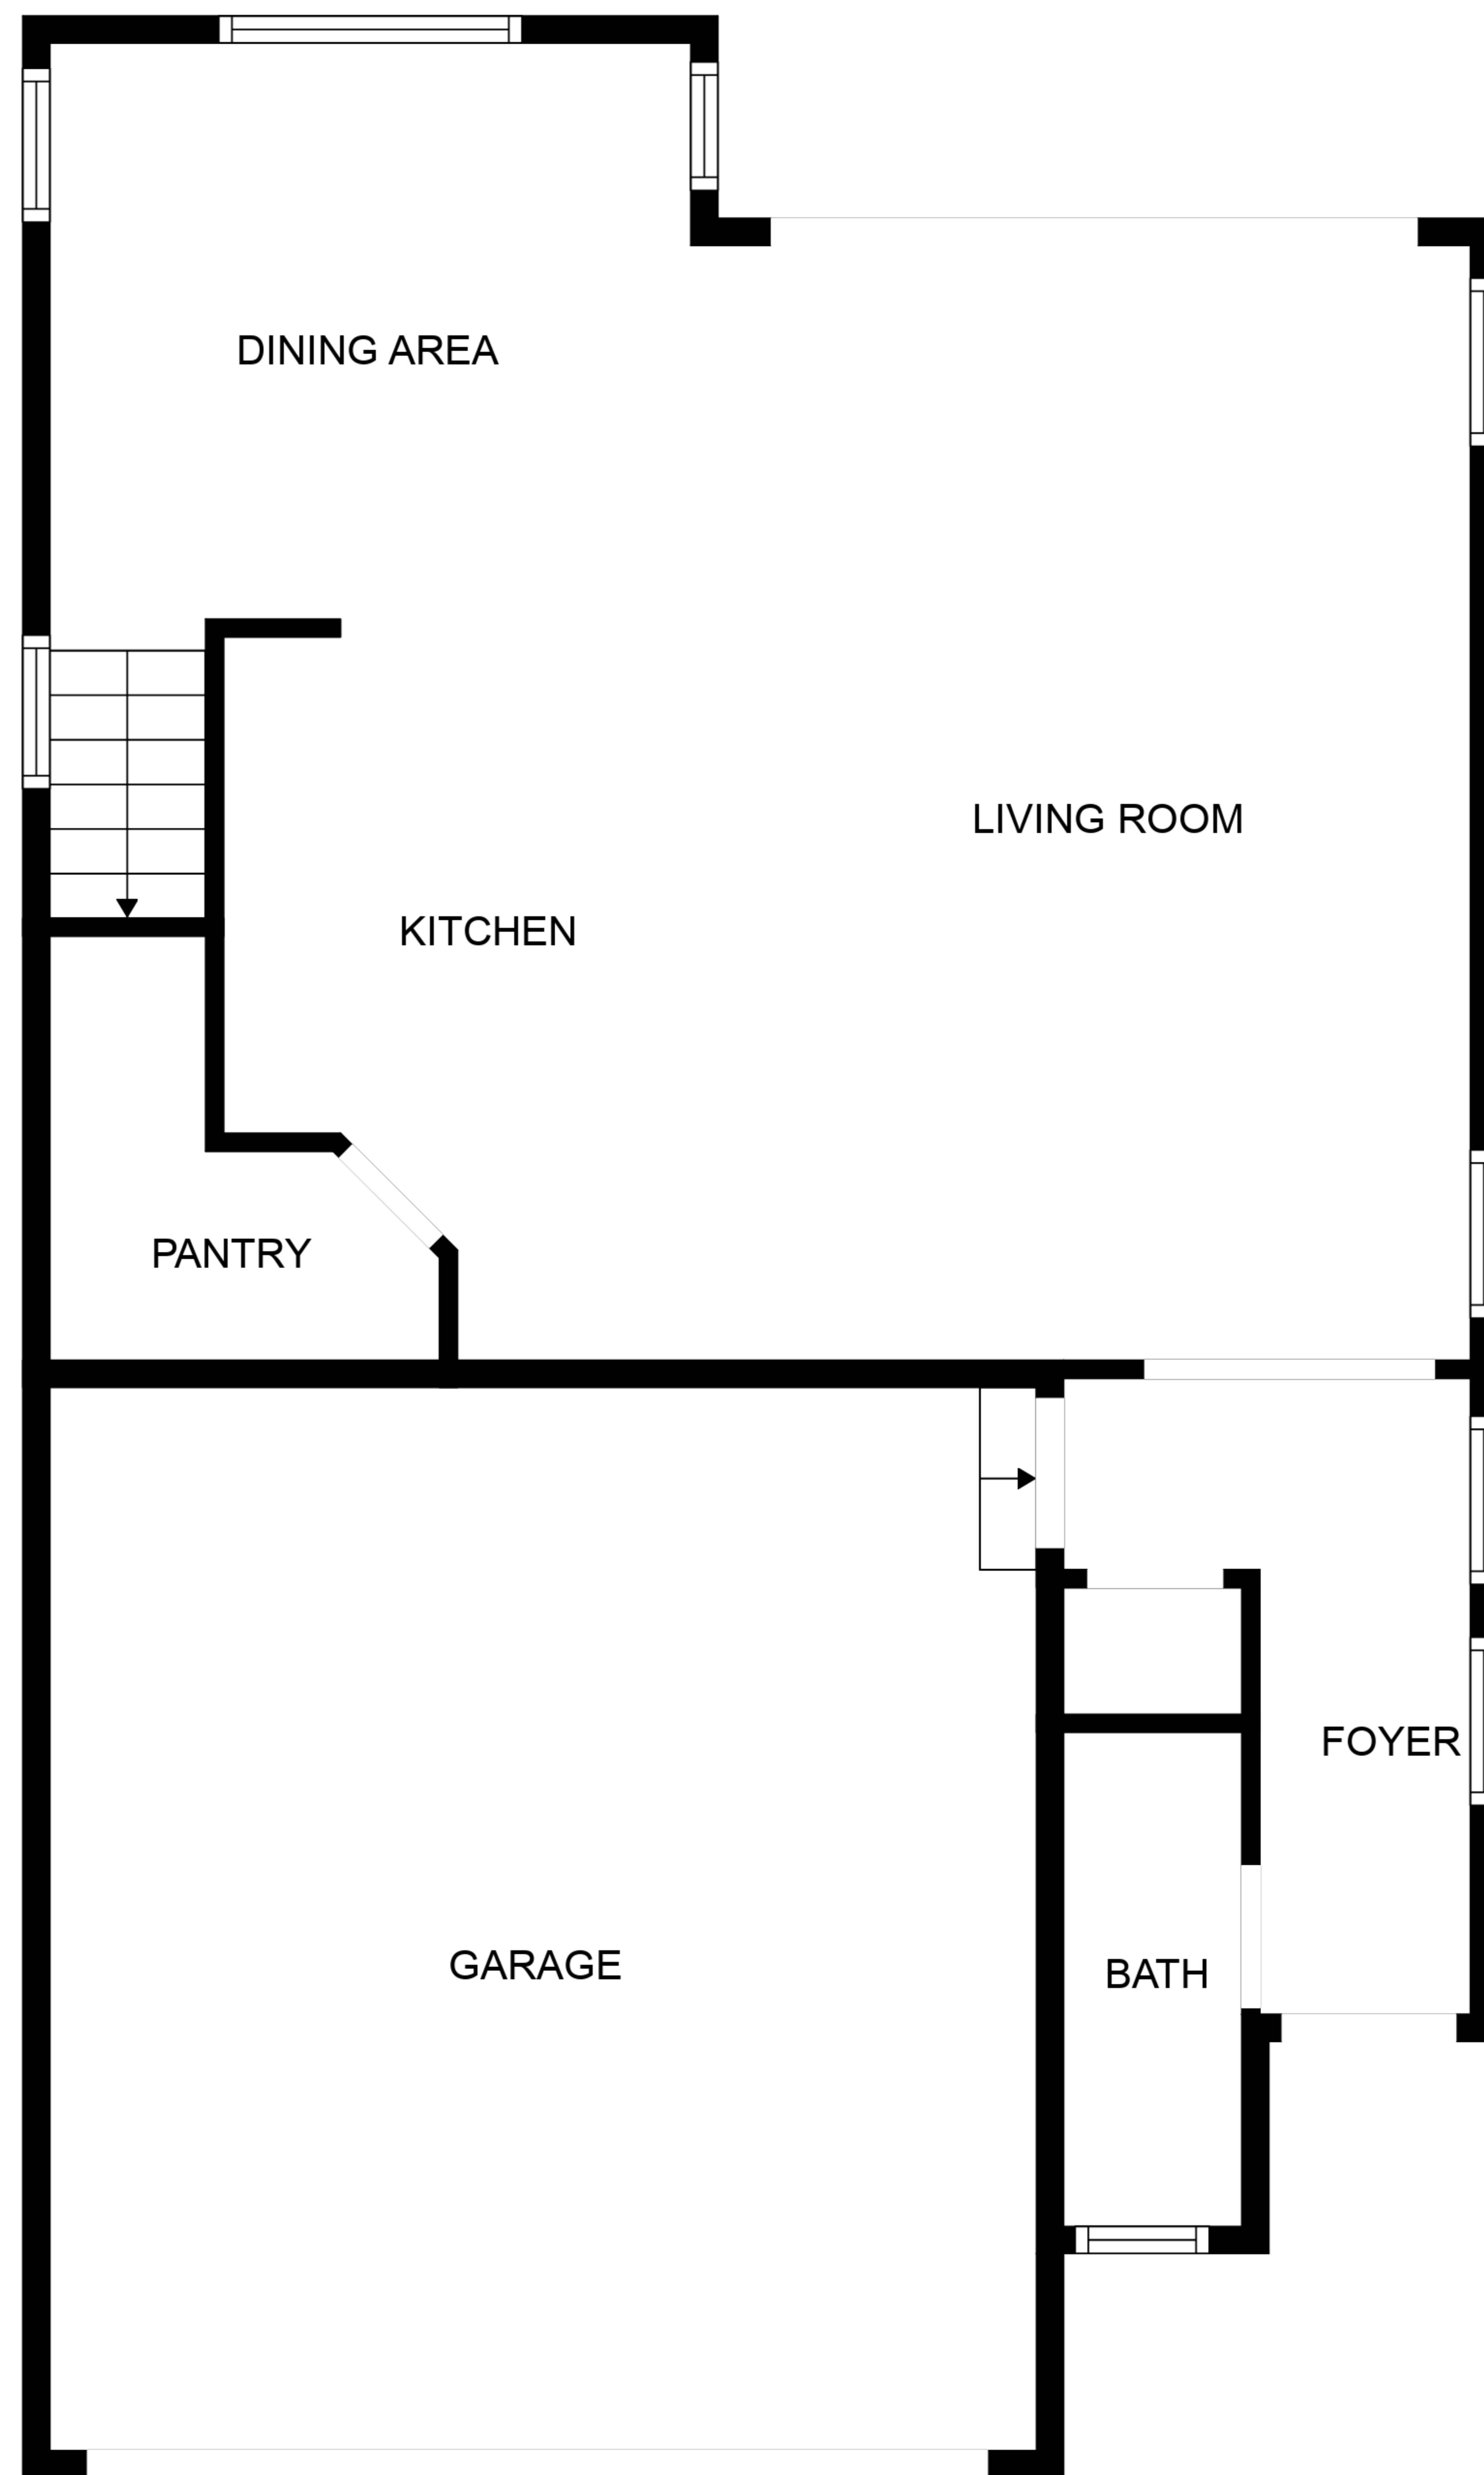 DINING AREA
LIVING ROOM
KITCHEN
PANTRY
FOYER
GARAGE
BATH